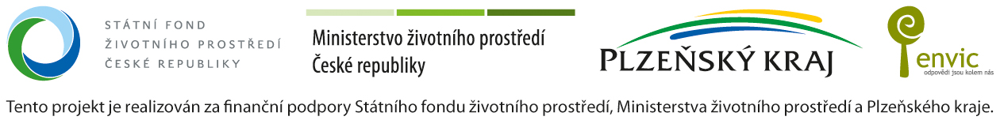 STÁTNÍ FOND
ŽIVOTNÍHO PROSTŘEDÍ
ČESKÉ REPUBLIKY
Ministerstvo životního prostředí
České republiky
PLZEŇSKÝ KRAJ
envic
odpovědi jsou kolem nás
Tento projekt je realizován za finanční podpory Státního fondu životního prostředí, Ministerstva životního prostředí a Plzeňského kraje.